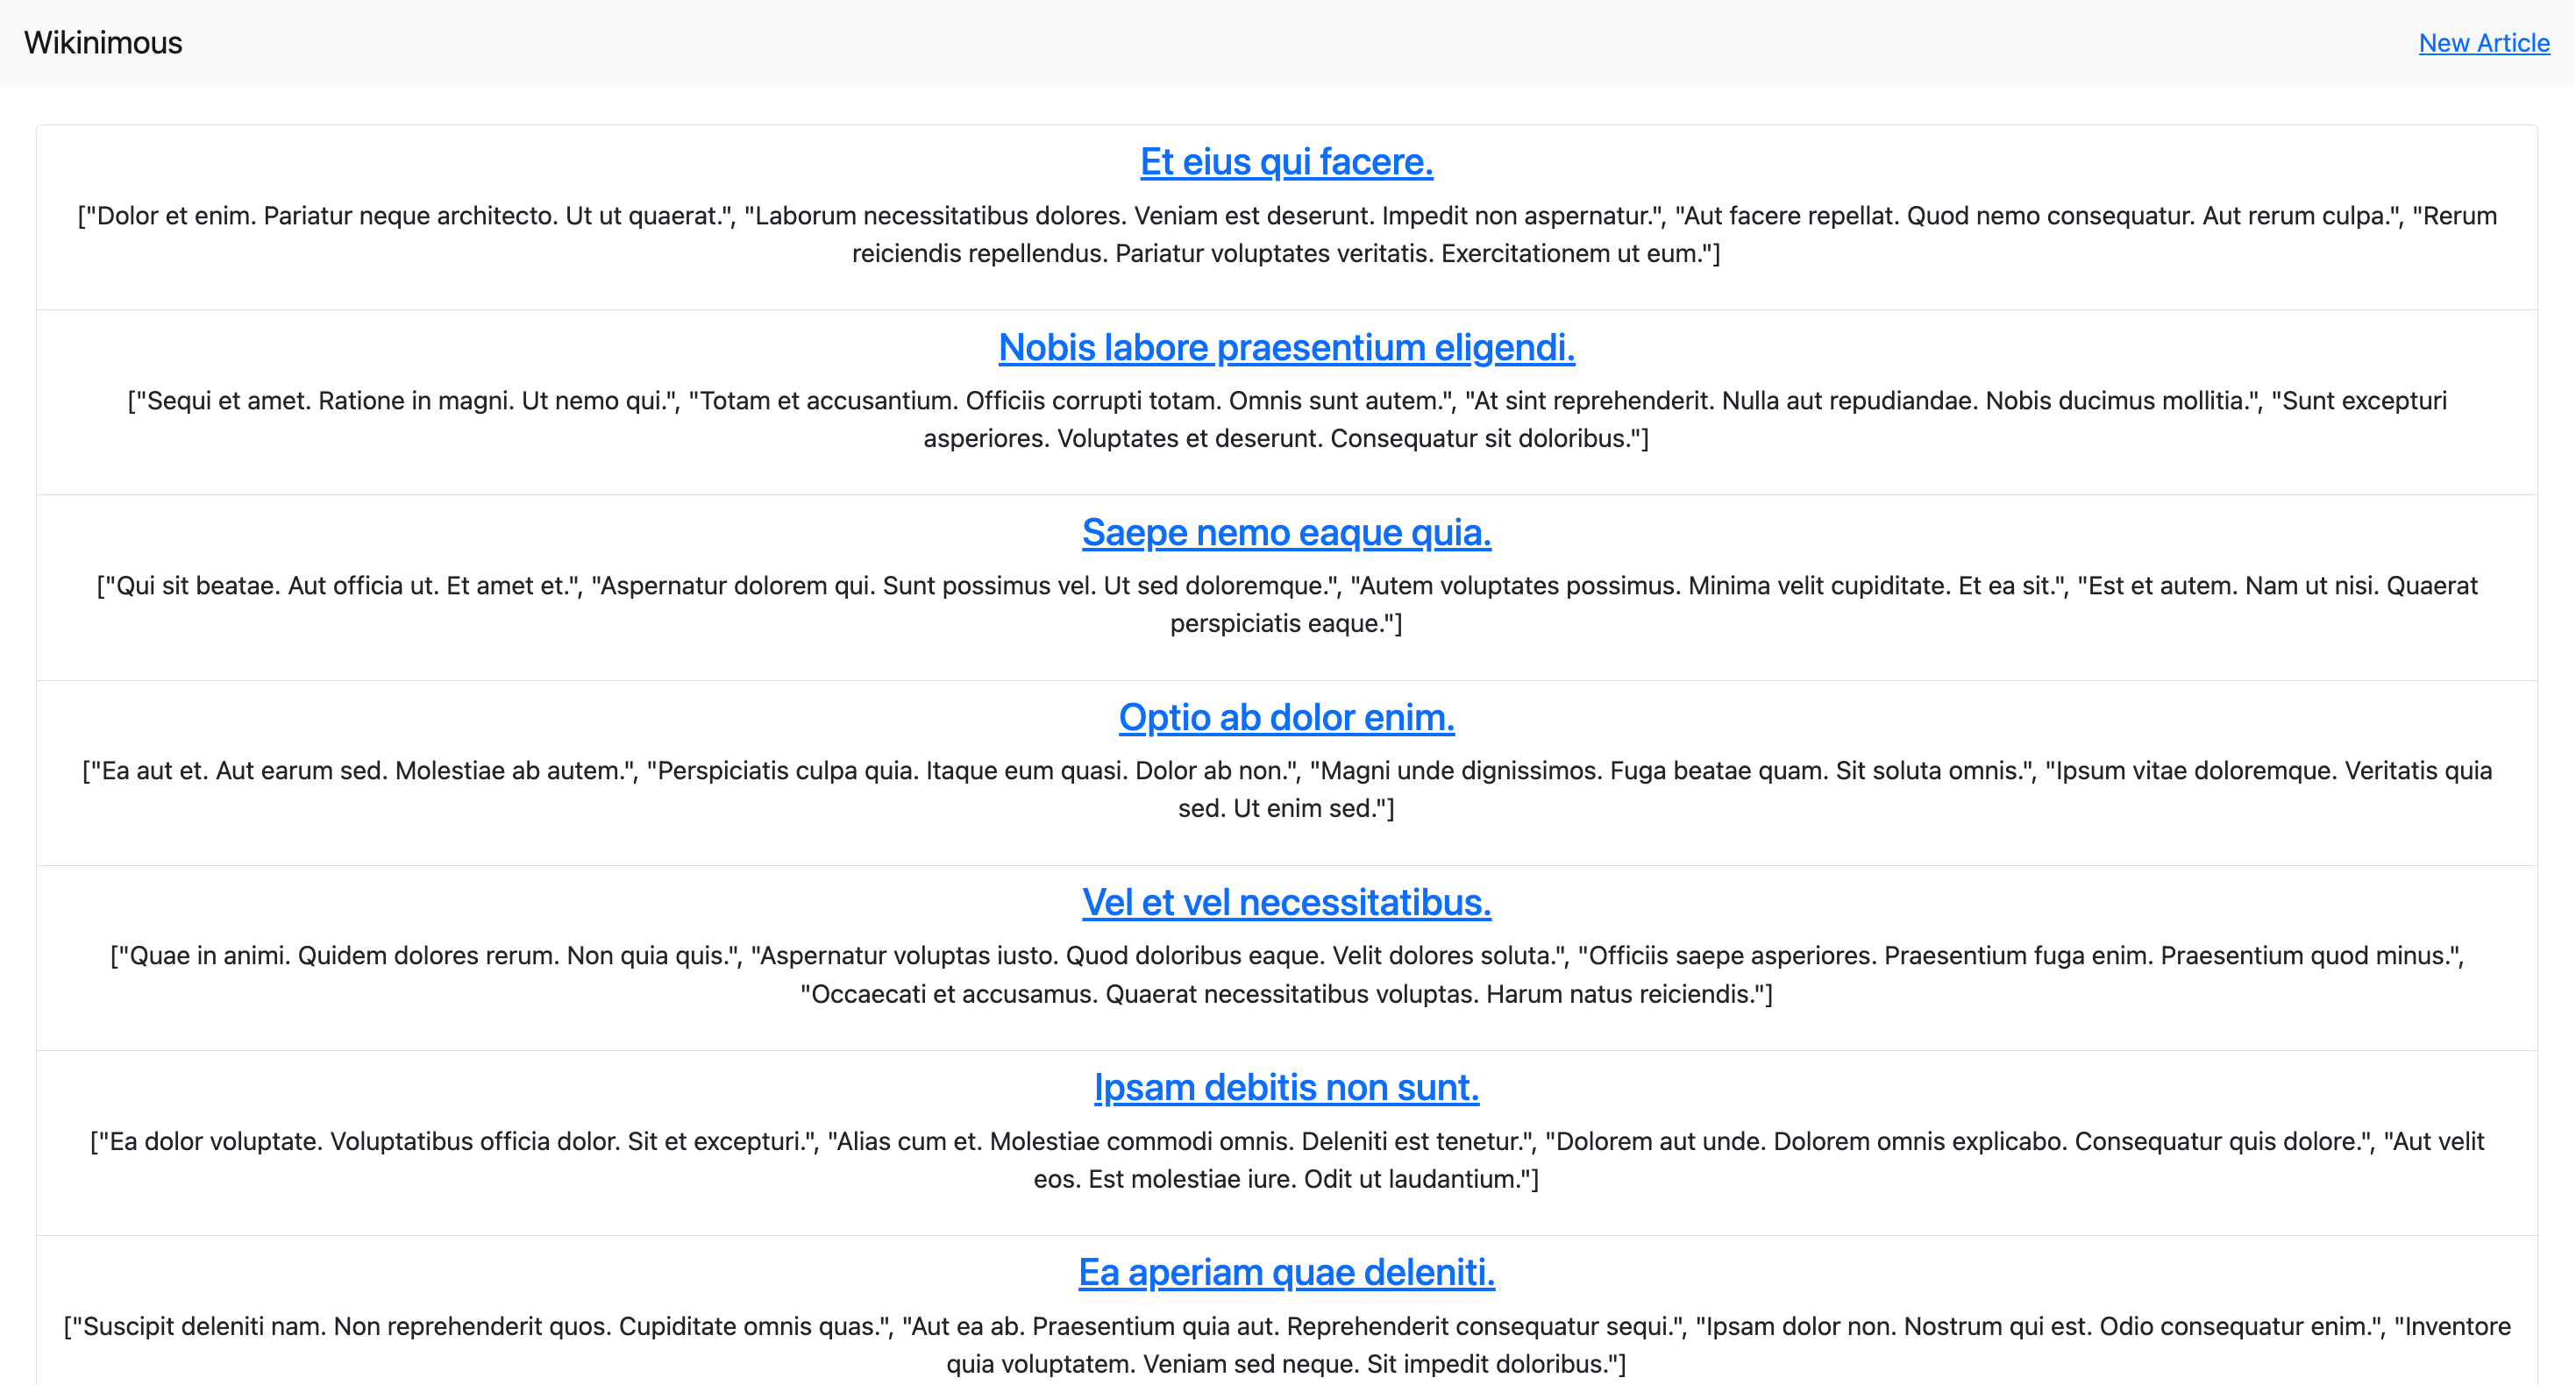 Wikinimous
New Article
Et eius qui facere.
["Dolor et enim. Pariatur neque architecto. Ut ut quaerat.", "Laborum necessitatibus dolores. Veniam est deserunt. Impedit non aspernatur.", "Aut facere repellat. Quod nemo consequatur. Aut rerum culpa.", "Rerum
reiciendis repellendus. Pariatur voluptates veritatis. Exercitationem ut eum."]
Nobis labore praesentium eligendi.
["Sequi et amet. Ratione in magni. Ut nemo qui.", "Totam et accusantium. Officiis corrupti totam. Omnis sunt autem.", "At sint reprehenderit. Nulla aut repudiandae. Nobis ducimus mollitia.", "Sunt excepturi
asperiores. Voluptates et deserunt. Consequatur sit doloribus."]
Saepe nemo eaque quia.
["Qui sit beatae. Aut officia ut. Et amet et.", "Aspernatur dolorem qui. Sunt possimus vel. Ut sed doloremque.", "Autem voluptates possimus. Minima velit cupiditate. Et ea sit.", "Est et autem. Nam ut nisi. Quaerat
perspiciatis eaque."]
Optio ab dolor enim.
["Ea aut et. Aut earum sed. Molestiae ab autem.", "Perspiciatis culpa quia. Itaque eum quasi. Dolor ab non.", "Magni unde dignissimos. Fuga beatae quam. Sit soluta omnis.", "Ipsum vitae doloremque. Veritatis quia
sed. Ut enim sed."]
Vel et vel necessitatibus.
["Quae in animi. Quidem dolores rerum. Non quia quis.", "Aspernatur voluptas iusto. Quod doloribus eaque. Velit dolores soluta.", "Officiis saepe asperiores. Praesentium fuga enim. Praesentium quod minus.",
"Occaecati et accusamus. Quaerat necessitatibus voluptas. Harum natus reiciendis."]
Ipsam debitis non sunt.
["Ea dolor voluptate. Voluptatibus officia dolor. Sit et excepturi.", "Alias cum et. Molestiae commodi omnis. Deleniti est tenetur.", "Dolorem aut unde. Dolorem omnis explicabo. Consequatur quis dolore.", "Aut velit
eos. Est molestiae iure. Odit ut laudantium."]
Ea aperiam quae deleniti.
["Suscipit deleniti nam. Non reprehenderit quos. Cupiditate omnis quas.", "Aut ea ab. Praesentium quia aut. Reprehenderit consequatur sequi.", "Ipsam dolor non. Nostrum qui est. Odio consequatur enim.", "Inventore
quia voluptatem. Veniam sed neque. Sit impedit doloribus."]